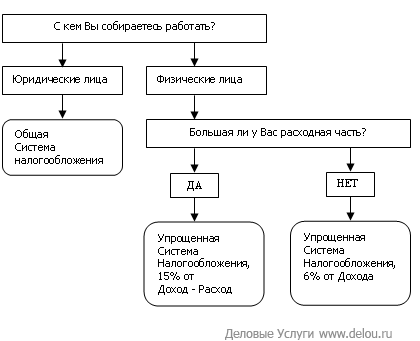 С кем Вы собираетесь работать?
Юридические лица
Физические лица
Общая
Система
налогообложения
Большая ли у Вас расходная часть?
ДА
НЕТ
Упрощенная
Система
Налогообложения,
15% от
Доход - Расход
Упрощенная
Система
Налогообложения,
6% от Дохода
Деловые Услуги www.delou.ru